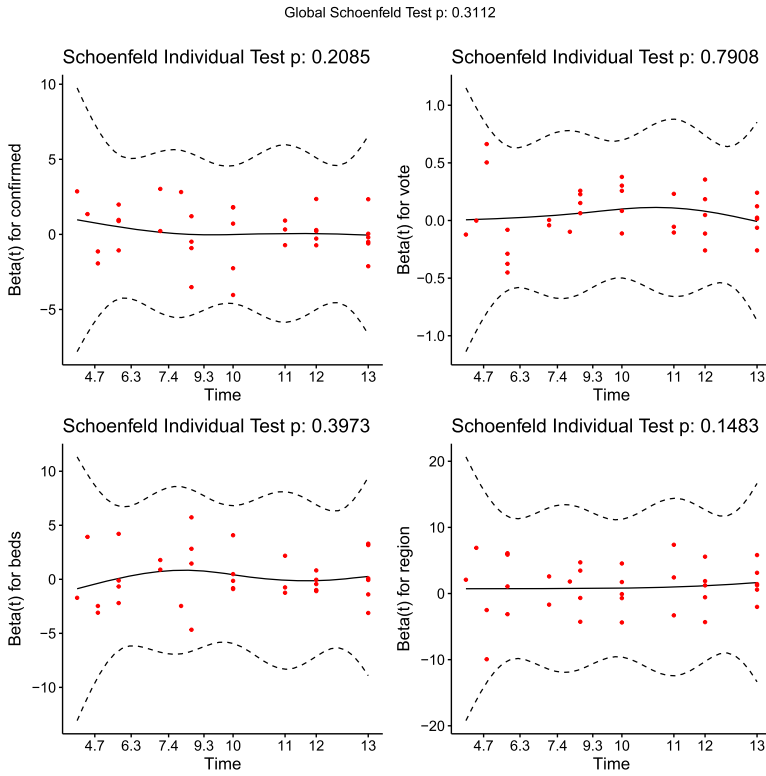 Global Schoenfeld Test p: 0.3112
Schoenfeld Individual Test p: 0.2085
Beta(t) for confirmed
10
5
0
−5
4.7 6.3 7.4 9.3 10 11 12 13
Time
Schoenfeld Individual Test p: 0.7908
Beta(t) for vote
1.0
0.5
0.0
−0.5
−1.0
4.7 6.3 7.4 9.3 10 11 12 13
Time
Schoenfeld Individual Test p: 0.3973
Beta(t) for beds
10
5
0
−5
−10
4.7 6.3 7.4 9.3 10 11 12 13
Time
Schoenfeld Individual Test p: 0.1483
Beta(t) for region
20
10
0
−10
−20
4.7 6.3 7.4 9.3 10 11 12 13
Time